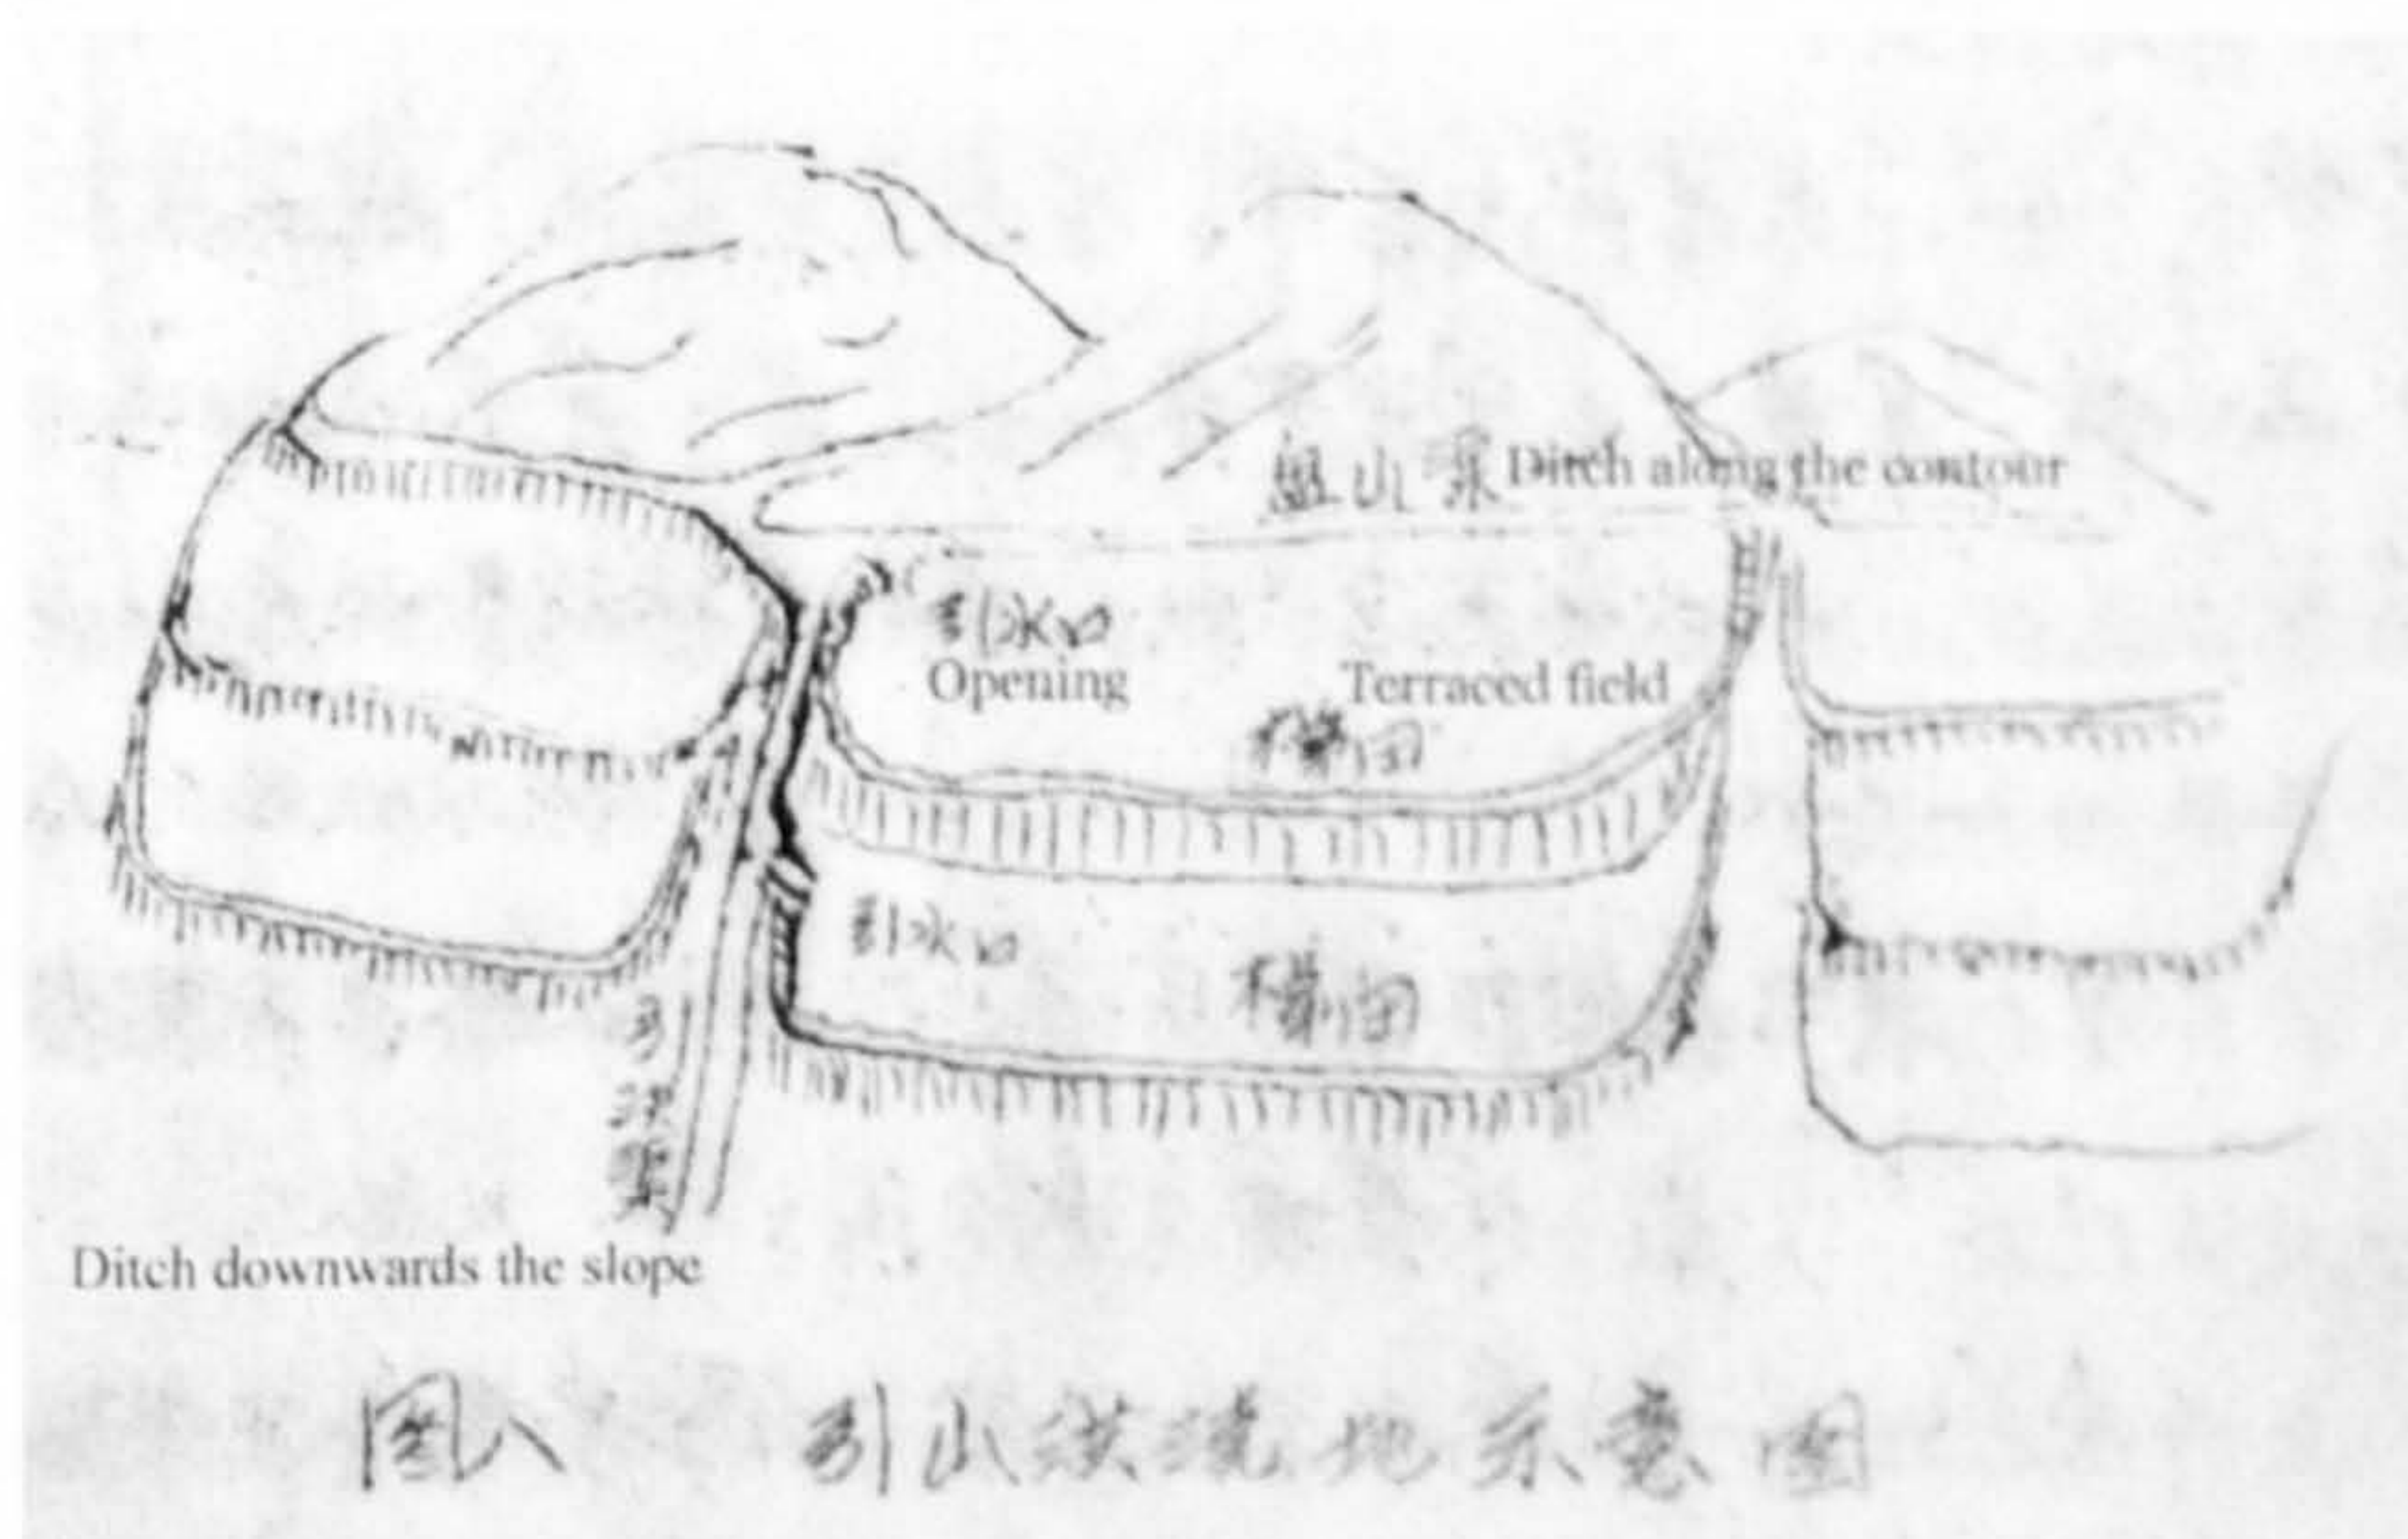 盘山渠 Ditch along the contour
引水口
Opening
Terraced field
梯田
引水口
梯田
引洪渠
Ditch downwards the slope
图八 引山洪浇地示意图